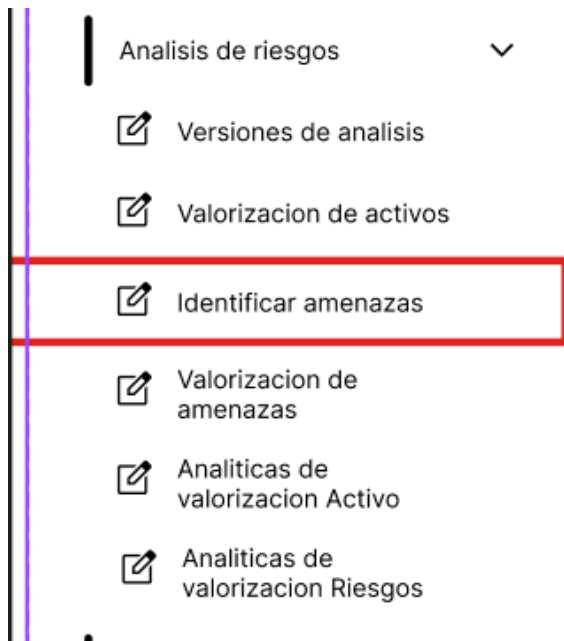 Analisis de riesgos
Versiones de analisis
Valorizacion de activos
Identificar amenazas
Valorizacion de
amenazas
Analiticas de
valorizacion Activo
Analiticas de
valorizacion Riesgos